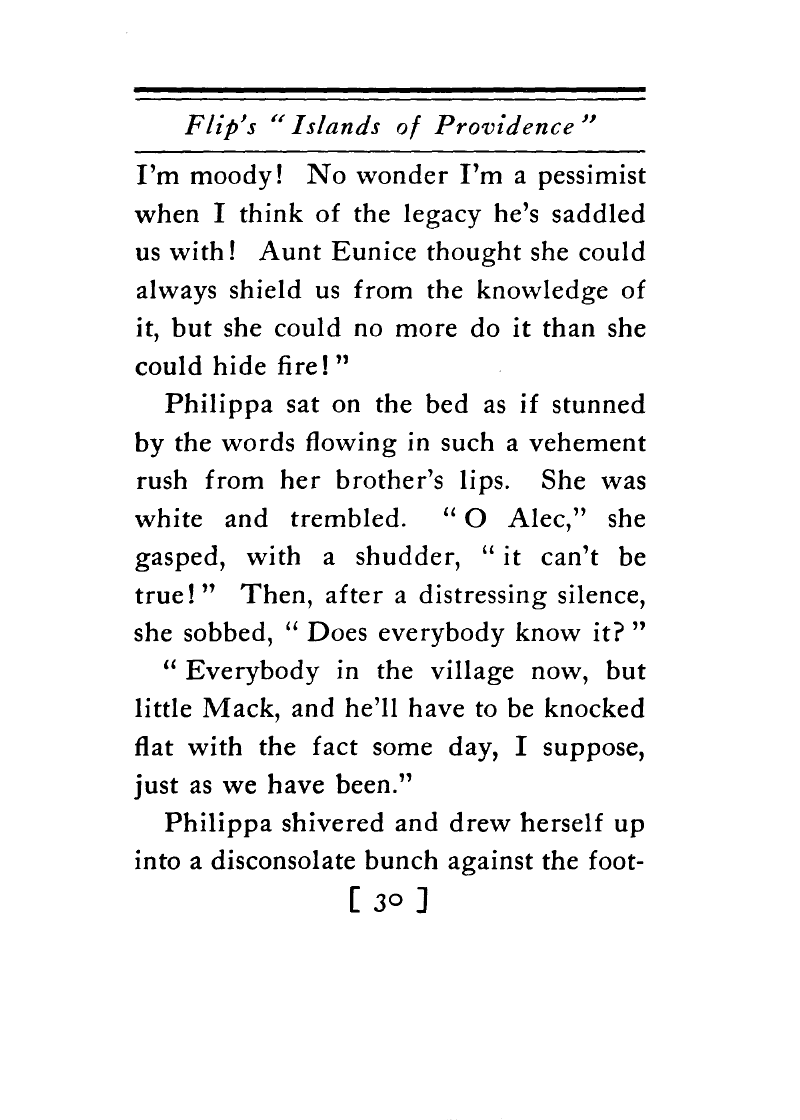 Flip's "Islands of Providence"
I'm moody! No wonder I'm a pessimist
when I think of the legacy he's saddled
us with! Aunt Eunice thought she could
always shield us from the knowledge of
it, but she could no more do it than she
could hide fire!"
Philippa sat on the bed as if stunned
by the words flowing in such a vehement
rush from her brother's lips. She was
white and trembled. "O Alec," she
gasped, with a shudder, "it can't be
true!" Then, after a distressing silence,
she sobbed, "Does everybody know it?"
"Everybody in the village now, but
little Mack, and he'll have to be knocked
flat with the fact some day, I suppose,
just as we have been."
Philippa shivered and drew herself up
into a disconsolate bunch against the foot-
[ 30 ]